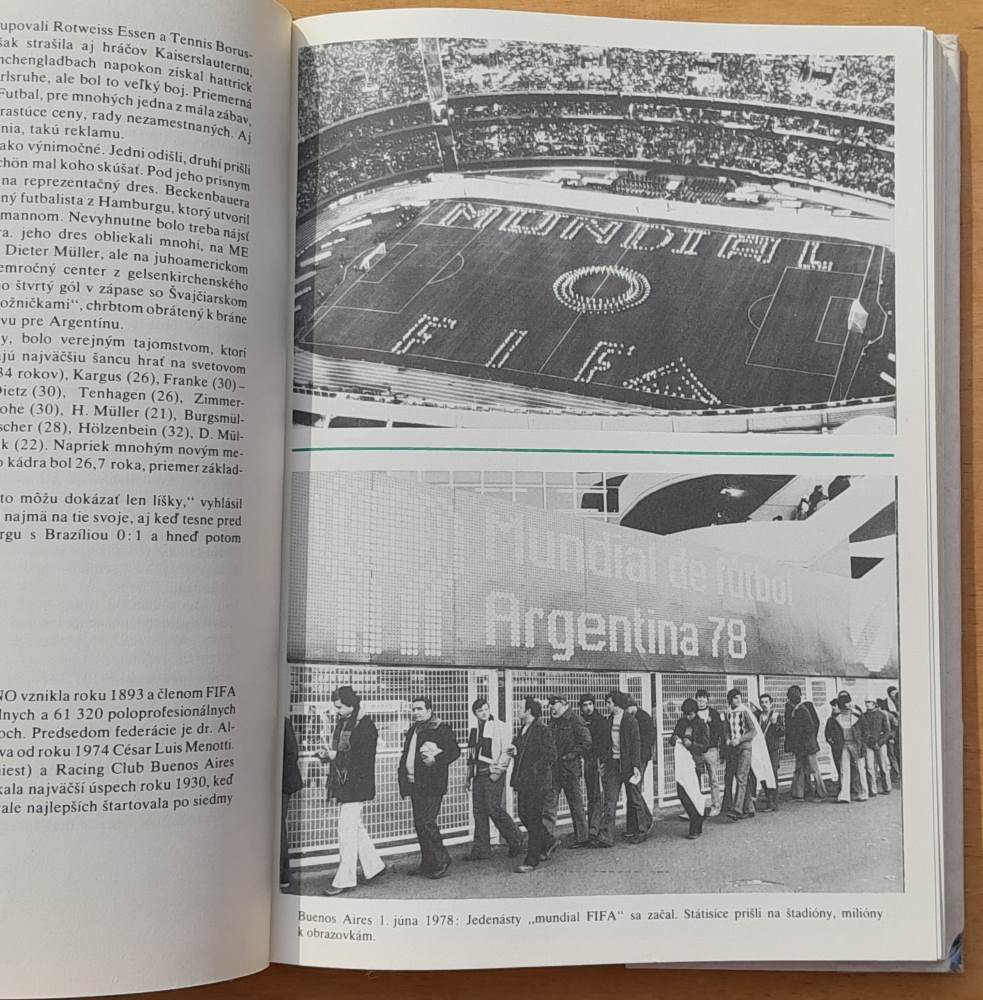 upovali Rotweiss Essen a Tennis Borus-
šak strašila aj hráčov Kaiserslauternu,
nchengladbach napokon získal hattrick
rlsruhe, ale bol to veľký boj. Priemerná
Futbal, pre mnohých jedna z mála zábav,
rastúce ceny, rady nezamestnaných. Aj
nia, takú reklamu.
ako výnimočné. Jedni odišli, druhí prišli
chön mal koho skúšať. Pod jeho prísnym
na reprezentačný dres. Beckenbauera
ný futbalista z Hamburgu, ktorý utvoril
mannom. Nevyhnutne bolo treba nájsť
ra. jeho dres obliekali mnohí, na ME
Dieter Müller, ale na juhoamerickom
emročný center z gelsenkirchenského
o štvrtý gól v zápase so Švajčiarskom
ožničkami“, chrbtom obrátený k bráne
vu pre Argentínu.
y, bolo verejným tajomstvom, ktorí
ajú najväčšiu šancu hrať na svetovom
34 rokov), Kargus (26), Franke (30)–
Dietz (30), Tenhagen (26), Zimmer-
ohe (30), H. Müller (21), Burgsmül-
scher (28), Hölzenbein (32), D. Mül-
k (22). Napriek mnohým novým me-
o kádra bol 26,7 roka, priemer základ-
to môžu dokázať len líšky,“ vyhlásil
najmä na tie svoje, aj keď tesne pred
rgu s Brazíliou 0:1 a hneď potom
NO vznikla roku 1893 a členom FIFA
lnych a 61 320 poloprofesionálnych
och. Predsedom federácie je dr. Al-
va od roku 1974 César Luis Menotti.
iest) a Racing Club Buenos Aires
kala najväčší úspech roku 1930, keď
ale najlepších štartovala po siedmy
MUNDIAL
FIFA
Mundial de futbol
Argentina 78
Buenos Aires 1. júna 1978: Jedenásty „mundial FIFA“ sa začal. Státisíce prišli na štadióny, milióny
k obrazovkám.